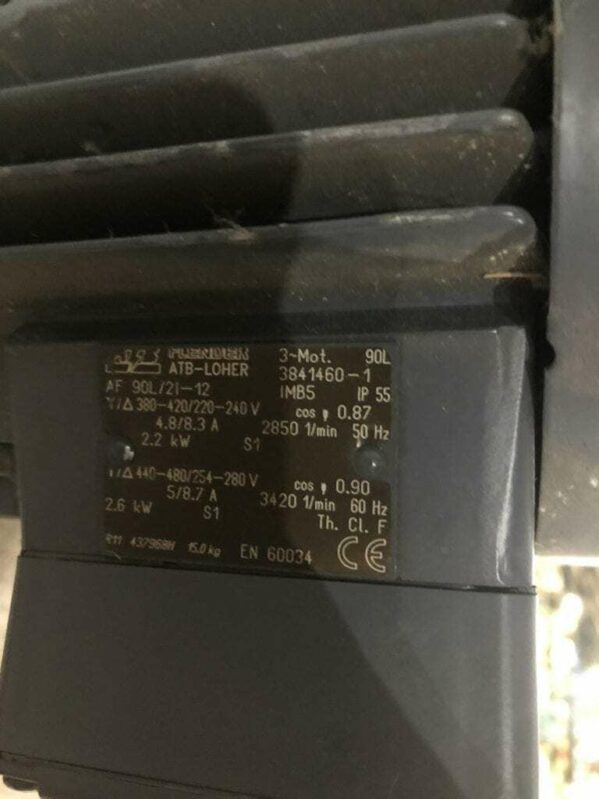 FLENDER 3~Mot. 90L
ATB-LOHER 3841460-1
AF 90L/2I-12 IMB5 IP 55
Y/Δ 380-420/220-240 V cos φ 0.87
4.8/8.3 A 2850 1/min 50 Hz
2.2 kW S1
Y/Δ 440-480/254-280 V cos φ 0.90
5/8.7 A 3420 1/min 60 Hz
2.6 kW S1 Th. Cl. F
R11 437968H 15.0 kg EN 60034 CE